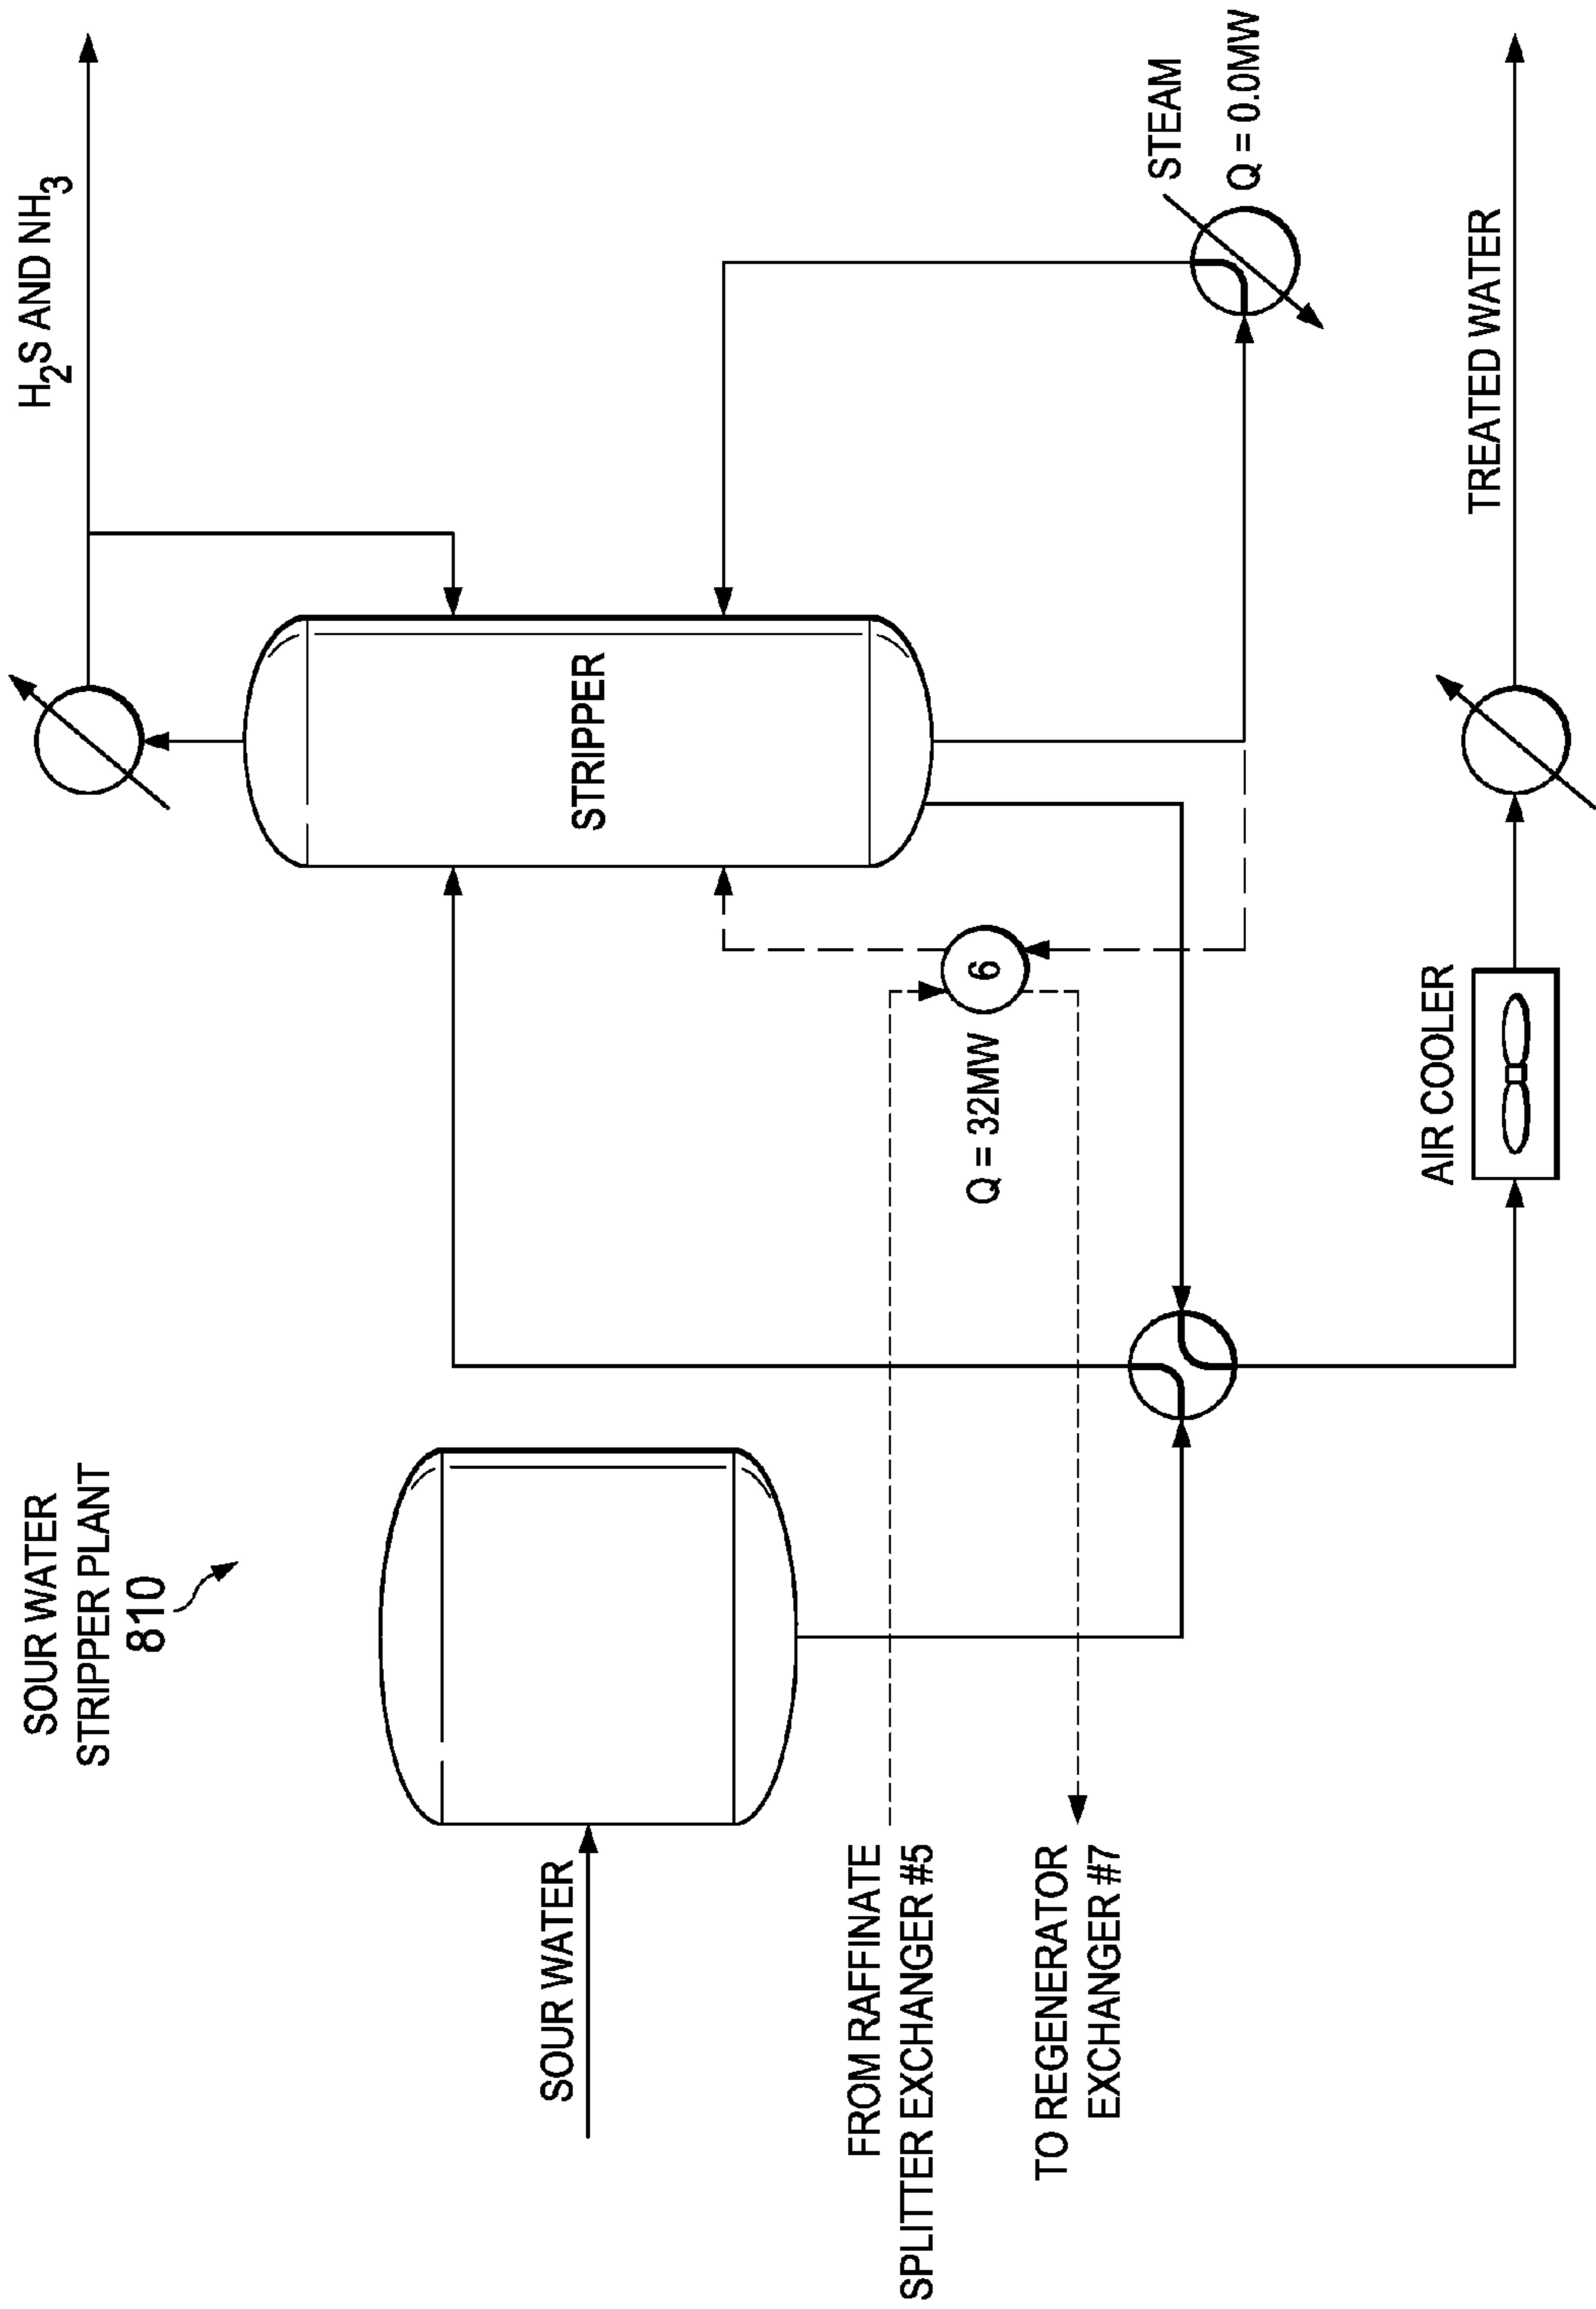 SOUR WATER
STRIPPER PLANT
810
H2S AND NH3
SOUR WATER
STRIPPER
FROM RAFFINATE
SPLITTER EXCHANGER #5
6
Q = 32MW
TO REGENERATOR
EXCHANGER #7
STEAM
Q = 0.0MW
AIR COOLER
TREATED WATER